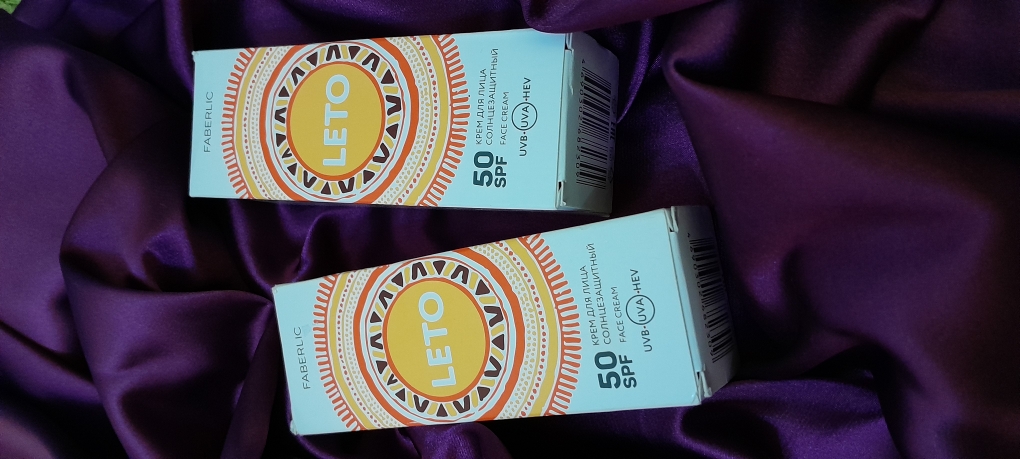 FABERLIC
LETO
50
SPF
КРЕМ ДЛЯ ЛИЦА
СОЛНЦЕЗАЩИТНЫЙ
FACE CREAM
UVB·UVA·HEV
FABERLIC
LETO
50
SPF
КРЕМ ДЛЯ ЛИЦА
СОЛНЦЕЗАЩИТНЫЙ
FACE CREAM
UVB·UVA·HEV